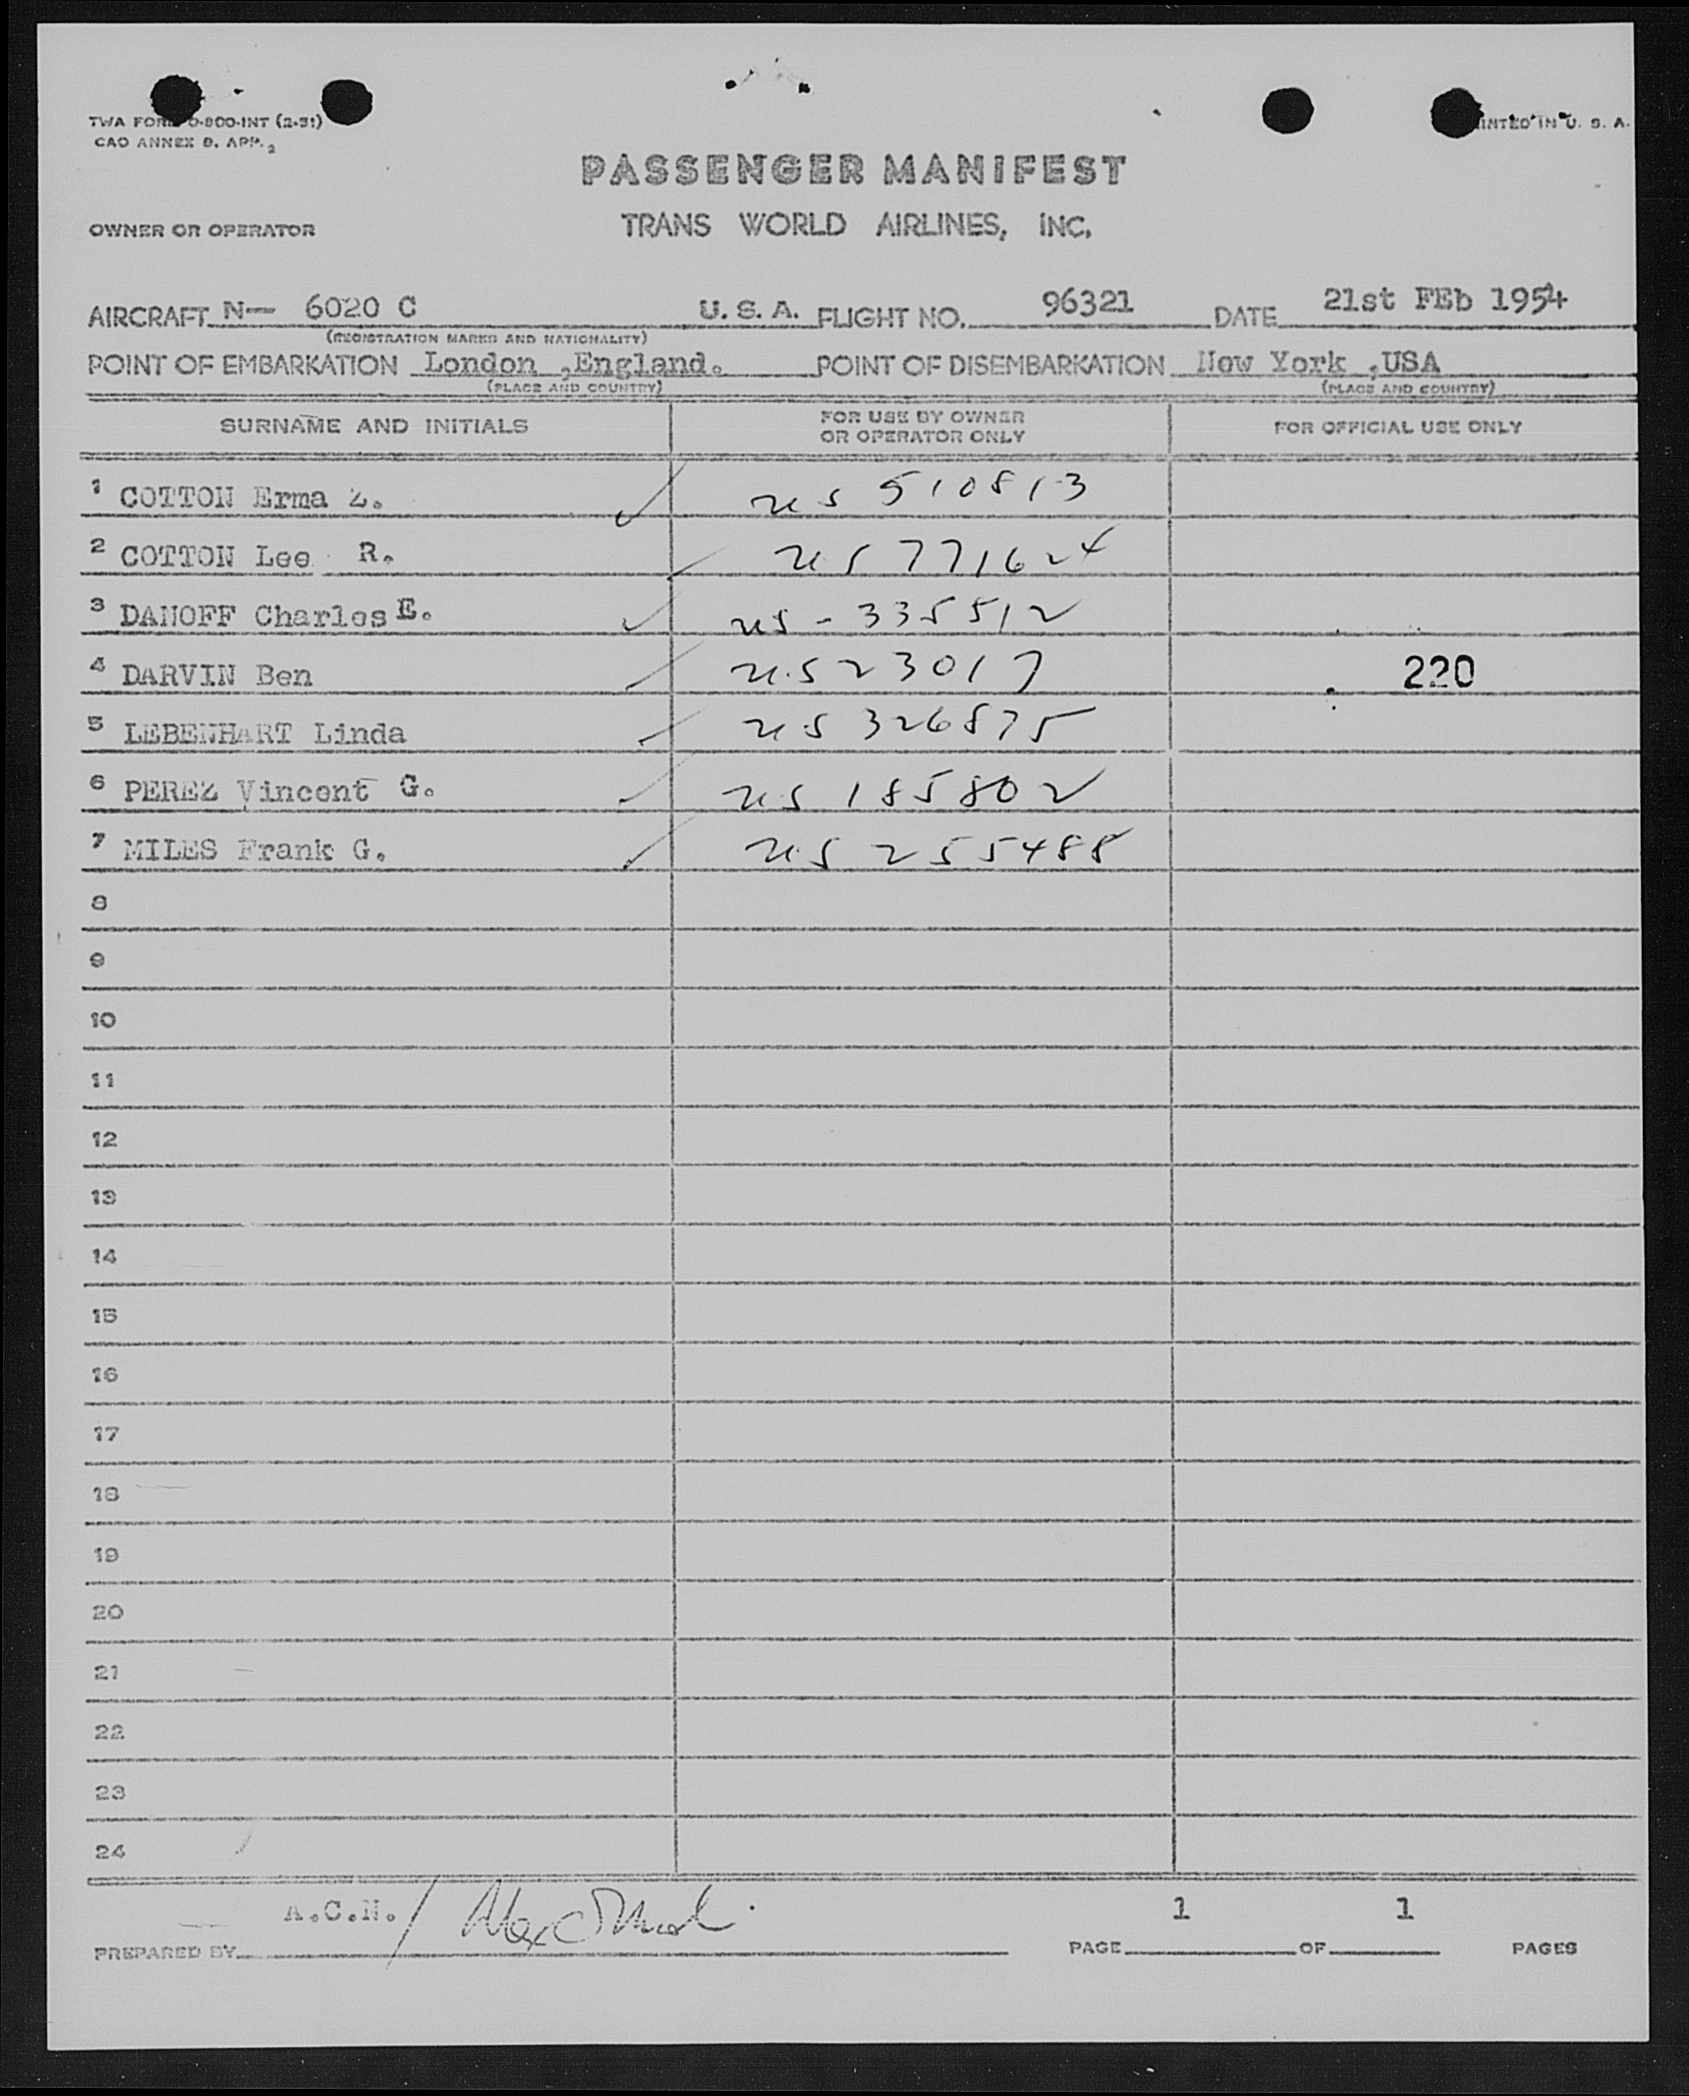 TWA FORM O-800-INT (2-51)
CAO ANNEX 9. APP. 2
PRINTED IN U. S. A.
PASSENGER MANIFEST
OWNER OR OPERATOR TRANS WORLD AIRLINES, INC.
AIRCRAFT N— 6020 C U. S. A. FLIGHT NO. 96321 DATE 21st FEb 1954
(REGISTRATION MARKS AND NATIONALITY)
POINT OF EMBARKATION London ,England. POINT OF DISEMBARKATION New York ,USA
(PLACE AND COUNTRY) (PLACE AND COUNTRY)
SURNAME AND INITIALS FOR USE BY OWNER OR OPERATOR ONLY FOR OFFICIAL USE ONLY
1 COTTON Erma Z. us 510813
2 COTTON Lee R. us 771624
3 DANOFF Charles E. us - 335512
4 DARVIN Ben u.s 23017 220
5 LEBENHART Linda us 326875
6 PEREZ Vincent G. us 185802
7 MILES Frank G. us 255488
8
9
10
11
12
13
14
15
16
17
18
19
20
21
22
23
24
PREPARED BY A.C.N. / PAGE 1 OF 1 PAGES